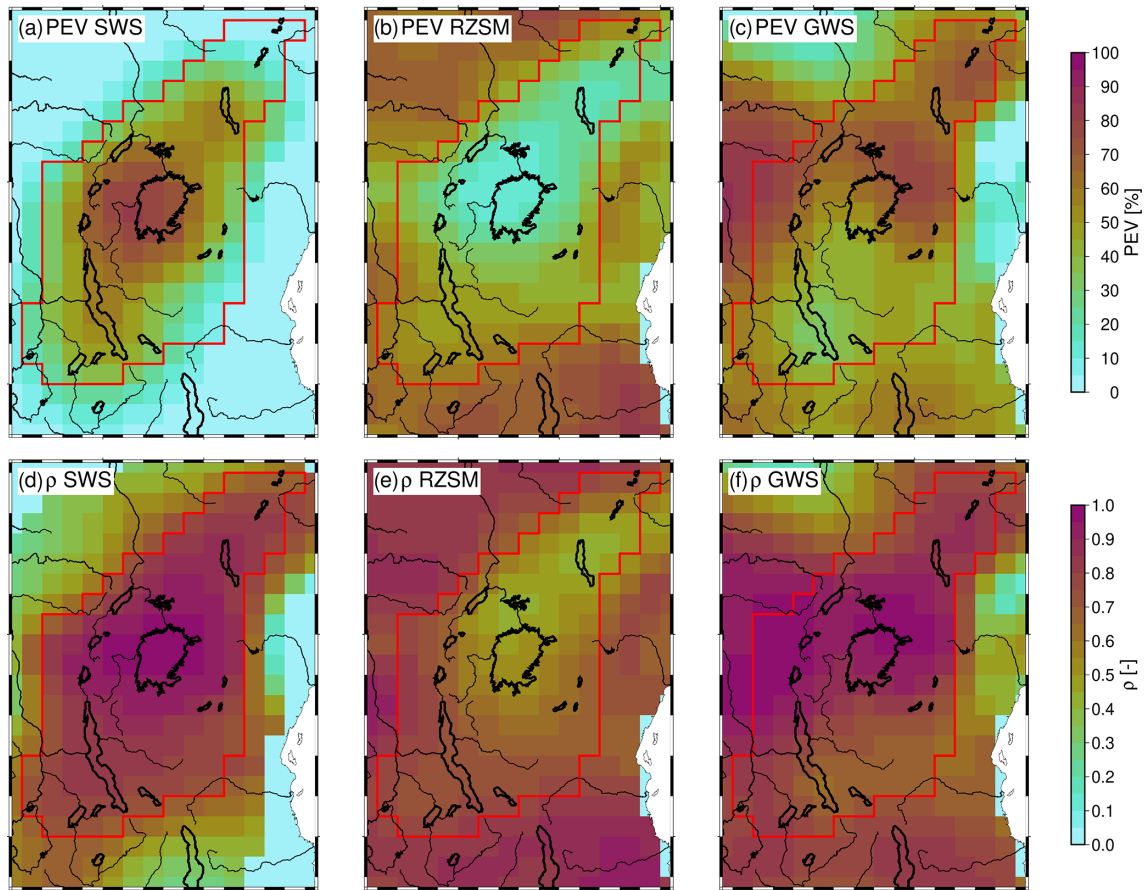 (a) PEV SWS
(b) PEV RZSM
(c) PEV GWS
100
90
80
70
60
50
40
30
20
10
0
PEV [%]
(d) ρ SWS
(e) ρ RZSM
(f) ρ GWS
1.0
0.9
0.8
0.7
0.6
0.5
0.4
0.3
0.2
0.1
0.0
ρ [-]